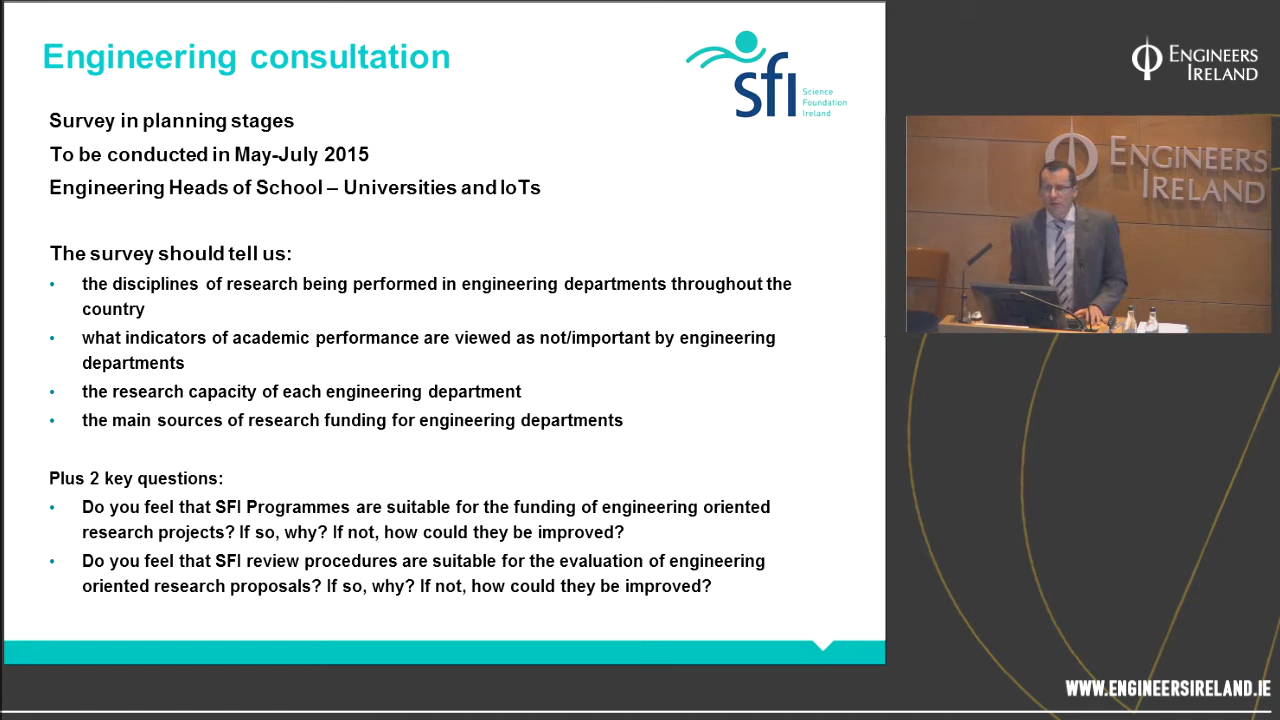 Engineering consultation
sfi
Science
Foundation
Ireland
Survey in planning stages
To be conducted in May-July 2015
Engineering Heads of School – Universities and IoTs
The survey should tell us:
• the disciplines of research being performed in engineering departments throughout the
country
• what indicators of academic performance are viewed as not/important by engineering
departments
• the research capacity of each engineering department
• the main sources of research funding for engineering departments
Plus 2 key questions:
• Do you feel that SFI Programmes are suitable for the funding of engineering oriented
research projects? If so, why? If not, how could they be improved?
• Do you feel that SFI review procedures are suitable for the evaluation of engineering
oriented research proposals? If so, why? If not, how could they be improved?
ENGINEERS
IRELAND
ENGINEERS
IRELAND
WWW.ENGINEERSIRELAND.IE